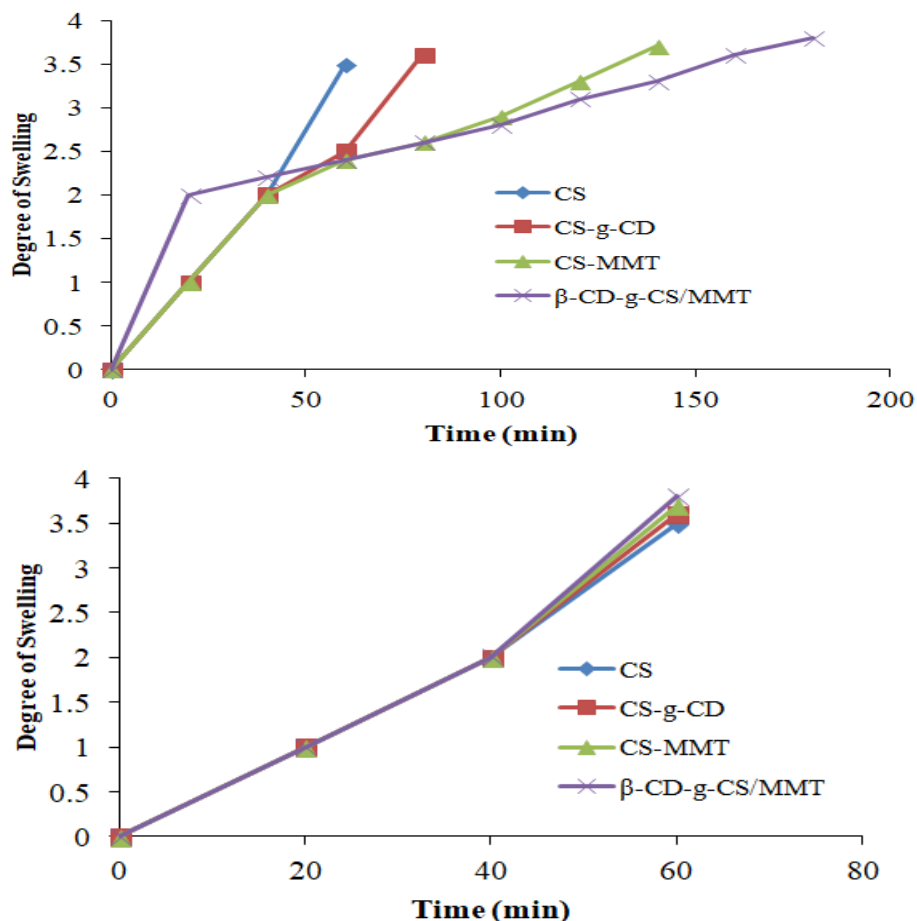 4
3.5
3
2.5
2
1.5
1
0.5
0
Degree of Swelling
CS
CS-g-CD
CS-MMT
β-CD-g-CS/MMT
0 50 100 150 200
Time (min)
4
3.5
3
2.5
2
1.5
1
0.5
0
Degree of Swelling
CS
CS-g-CD
CS-MMT
β-CD-g-CS/MMT
0 20 40 60 80
Time (min)